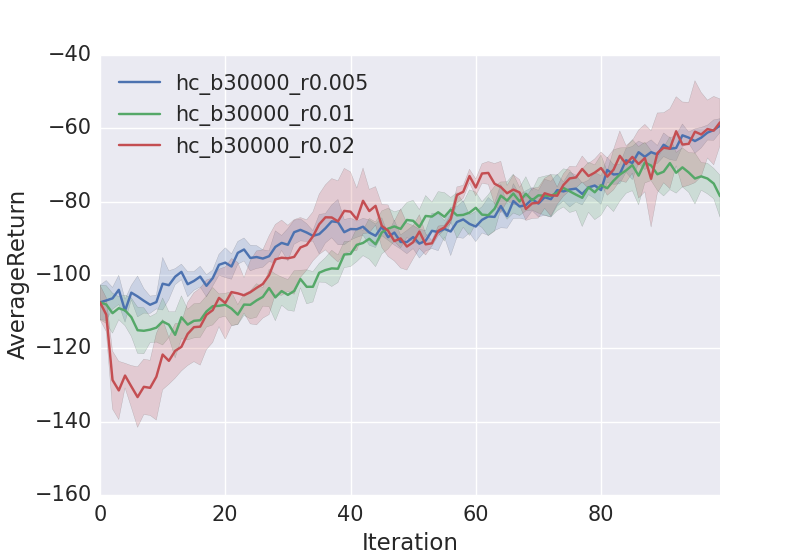 −40
−60
−80
−100
−120
−140
−160
AverageReturn
hc_b30000_r0.005
hc_b30000_r0.01
hc_b30000_r0.02
0 20 40 60 80
Iteration